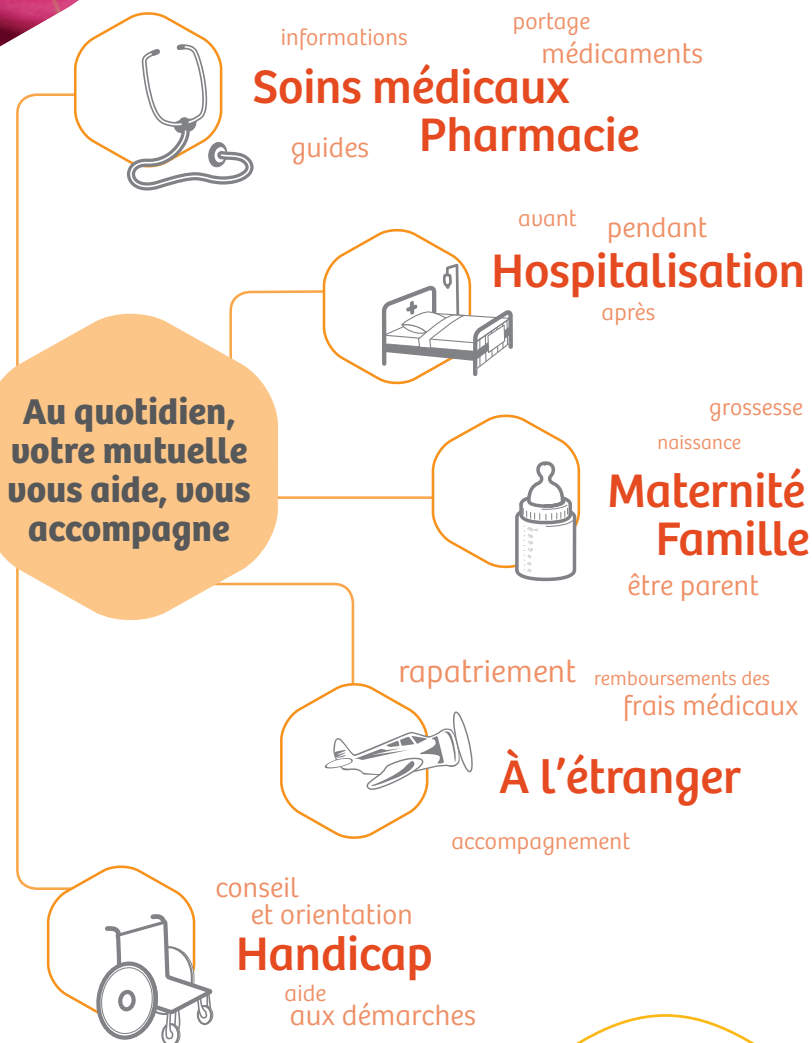 informations
portage
médicaments
Soins médicaux
Pharmacie
guides
avant pendant
Hospitalisation
après
Au quotidien,
votre mutuelle
vous aide, vous
accompagne
grossesse
naissance
Maternité
Famille
être parent
rapatriement
remboursements des
frais médicaux
À l'étranger
accompagnement
conseil
et orientation
Handicap
aide
aux démarches